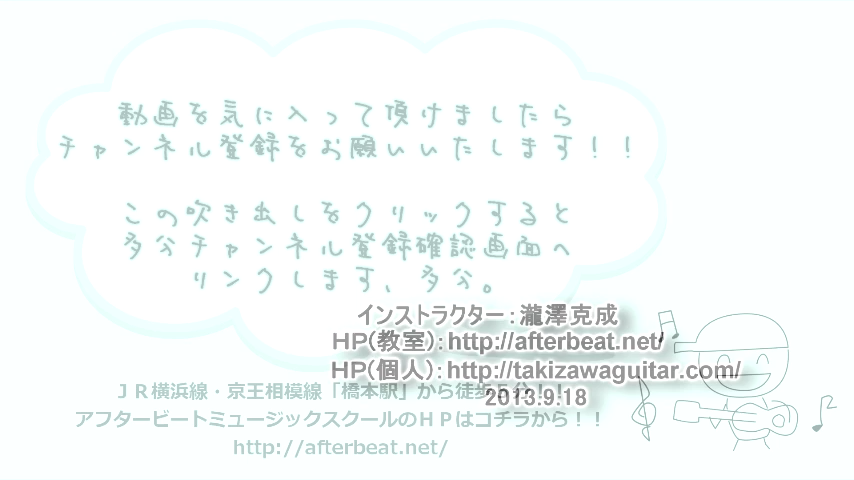 動画を気に入って頂けましたら
チャンネル登録をお願いいたします！！
この吹き出しをクリックすると
多分チャンネル登録確認画面へ
リンクします、多分。
インストラクター：瀧澤克成
HP(教室)：http://afterbeat.net/
HP(個人)：http://takizawaguitar.com/
JR横浜線・京王相模線「橋本駅」から徒歩5分！！
2013.9.18
アフタービートミュージックスクールのHPはコチラから！！
http://afterbeat.net/